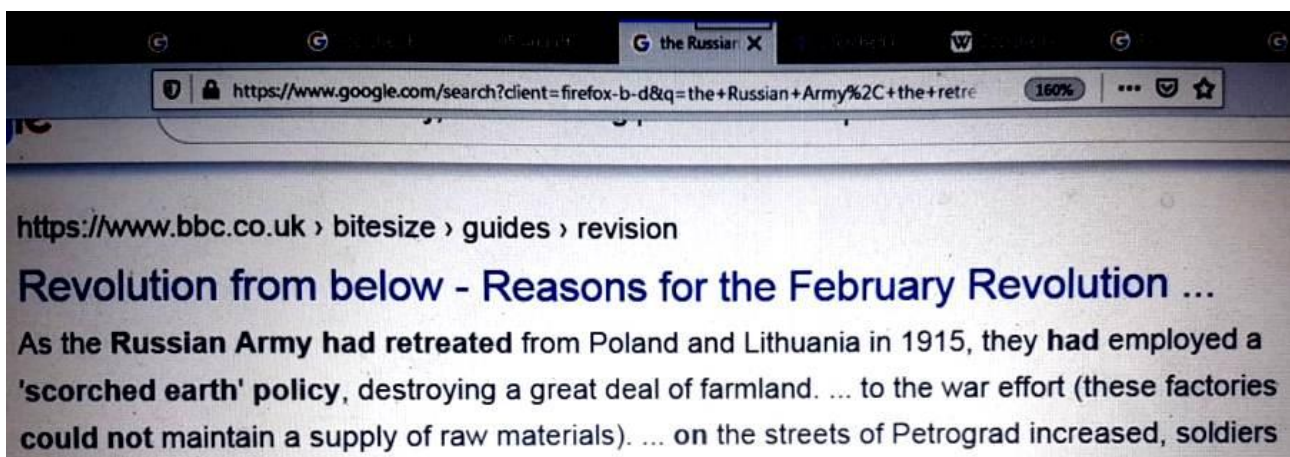 the Russian
https://www.google.com/search?client=firefox-b-d&q=the+Russian+Army%2C+the+retre
160%
https://www.bbc.co.uk › bitesize › guides › revision
Revolution from below - Reasons for the February Revolution ...
As the Russian Army had retreated from Poland and Lithuania in 1915, they had employed a
'scorched earth' policy, destroying a great deal of farmland. ... to the war effort (these factories
could not maintain a supply of raw materials). ... on the streets of Petrograd increased, soldiers